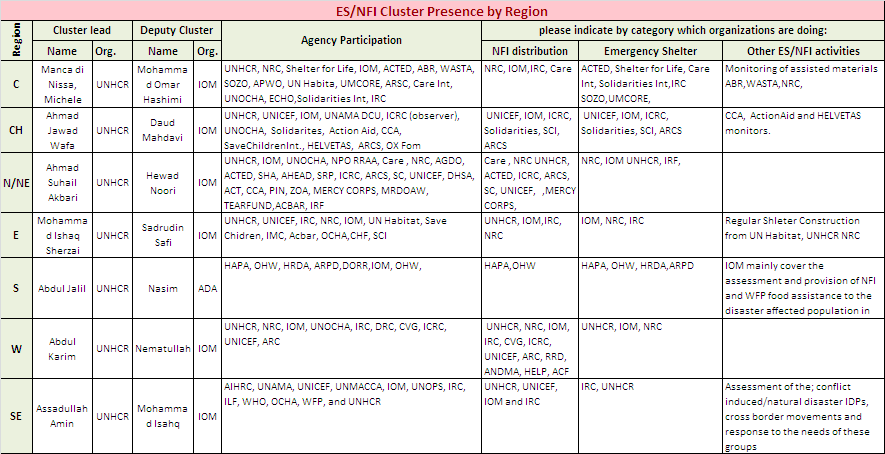 ES/NFI Cluster Presence by Region
Region
Cluster lead
Deputy Cluster
Agency Participation
please indicate by category which organizations are doing:
Name
Org.
Name
Org.
NFI distribution
Emergency Shelter
Other ES/NFI activities
C
Manca di
Nissa,
Michele
UNHCR
Mohamma
d Omar
Hashimi
IOM
UNHCR, NRC, Shelter for Life, IOM, ACTED, ABR, WASTA,
SOZO, APWO, UN Habita, UMCORE, ARSC, Care Int,
UNOCHA, ECHO,Solidarities Int, IRC
NRC, IOM,IRC, Care
ACTED, Shelter for Life, Care
Int, Solidarities Int,IRC
SOZO,UMCORE,
Monitoring of assisted materials
ABR,WASTA,NRC,
CH
Ahmad
Jawad
Wafa
UNHCR
Daud
Mahdavi
IOM
UNHCR, UNICEF, IOM, UNAMA DCU, ICRC (observer),
UNOCHA, Solidarites, Action Aid, CCA,
SaveChildrenInt., HELVETAS, ARCS, OX Fom
UNICEF, IOM, ICRC,
Solidarities, SCI,
ARCS
UNICEF, IOM, ICRC,
Solidarities, SCI, ARCS
CCA, ActionAid and HELVETAS
monitors.
N/NE
Ahmad
Suhail
Akbari
UNHCR
Hewad
Noori
IOM
UNHCR, IOM, UNOCHA, NPO RRAA, Care , NRC, AGDO,
ACTED, SHA, AHEAD, SRP, ICRC, ARCS, SC, UNICEF, DHSA,
ACT, CCA, PIN, ZOA, MERCY CORPS, MRDOAW,
TEARFUND,ACBAR, IRF
Care , NRC UNHCR,
ACTED, ICRC, ARCS,
SC, UNICEF, ,MERCY
CORPS,
NRC, IOM UNHCR, IRF,
E
Mohamma
d Ishaq
Sherzai
UNHCR
Sadrudin
Safi
IOM
UNHCR, UNICEF, IRC, NRC, IOM, UN Habitat, Save
Chidren, IMC, Acbar, OCHA,CHF, SCI
UNHCR, IOM,IRC,
NRC
IOM, NRC, IRC
Regular Shleter Construction
from UN Habitat, UNHCR NRC
S
Abdul Jalil
UNHCR
Nasim
ADA
HAPA, OHW, HRDA, ARPD,DORR,IOM, OHW,
HAPA,OHW
HAPA, OHW, HRDA,ARPD
IOM mainly cover the
assessment and provision of NFI
and WFP food assistance to the
disaster affected population in
W
Abdul
Karim
UNHCR
Nematullah
IOM
UNHCR, NRC, IOM, UNOCHA, IRC, DRC, CVG, ICRC,
UNICEF, ARC
UNHCR, NRC, IOM,
IRC, CVG, ICRC,
UNICEF, ARC, RRD,
ANDMA, HELP, ACF
UNHCR, IOM, NRC
SE
Assadullah
Amin
UNHCR
Mohamma
d Isahq
IOM
AIHRC, UNAMA, UNICEF, UNMACCA, IOM, UNOPS, IRC,
ILF, WHO, OCHA, WFP, and UNHCR
UNHCR, UNICEF,
IOM and IRC
IRC, UNHCR
Assessment of the; conflict
induced/natural disaster IDPs,
cross border movements and
response to the needs of these
groups